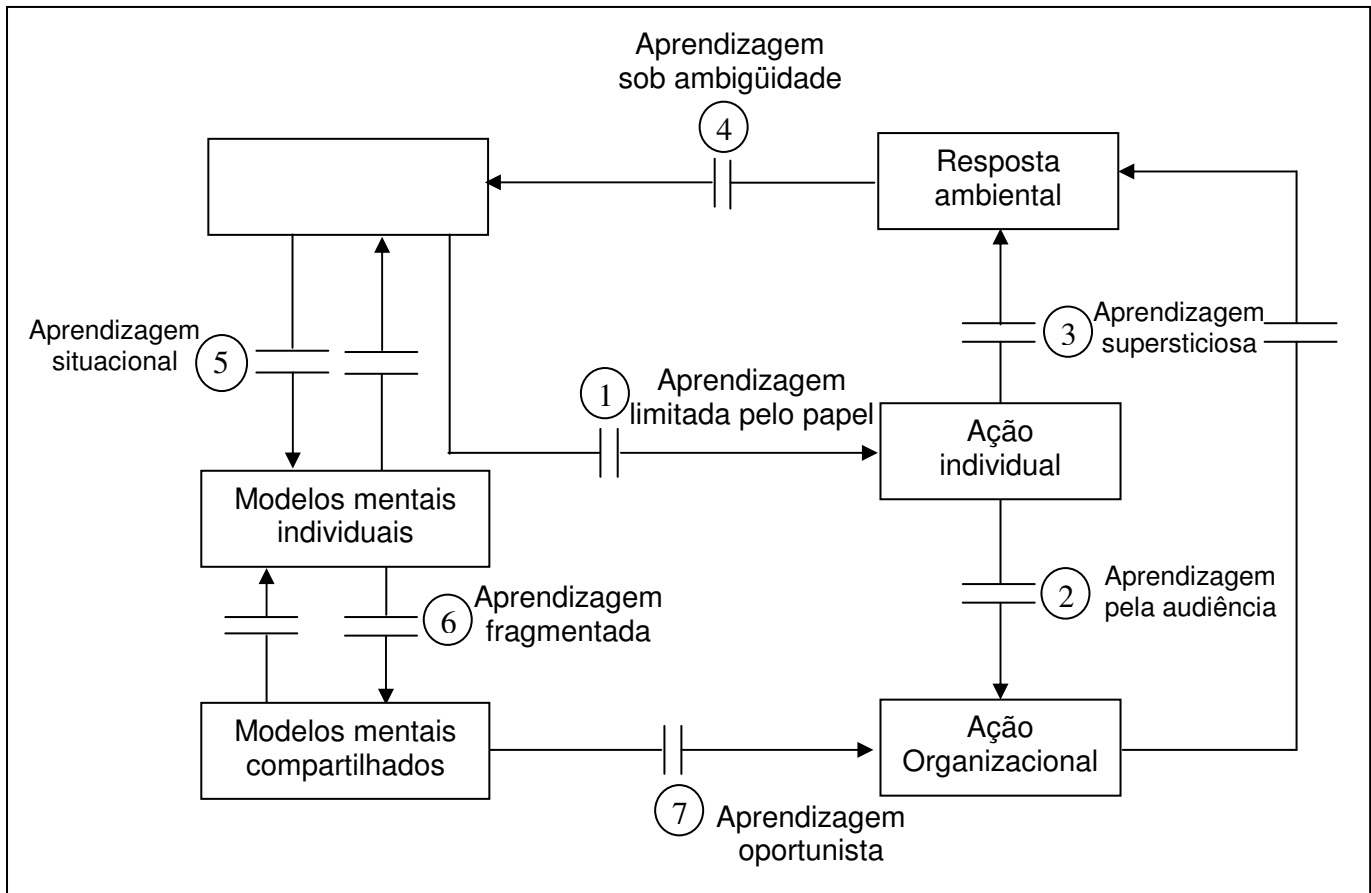 Aprendizagem
sob ambigüidade
4
Resposta
ambiental
Aprendizagem
situacional
5
3
Aprendizagem
supersticiosa
1
Aprendizagem
limitada pelo papel
Ação
individual
Modelos mentais
individuais
6
Aprendizagem
fragmentada
2
Aprendizagem
pela audiência
Modelos mentais
compartilhados
Ação
Organizacional
7
Aprendizagem
oportunista